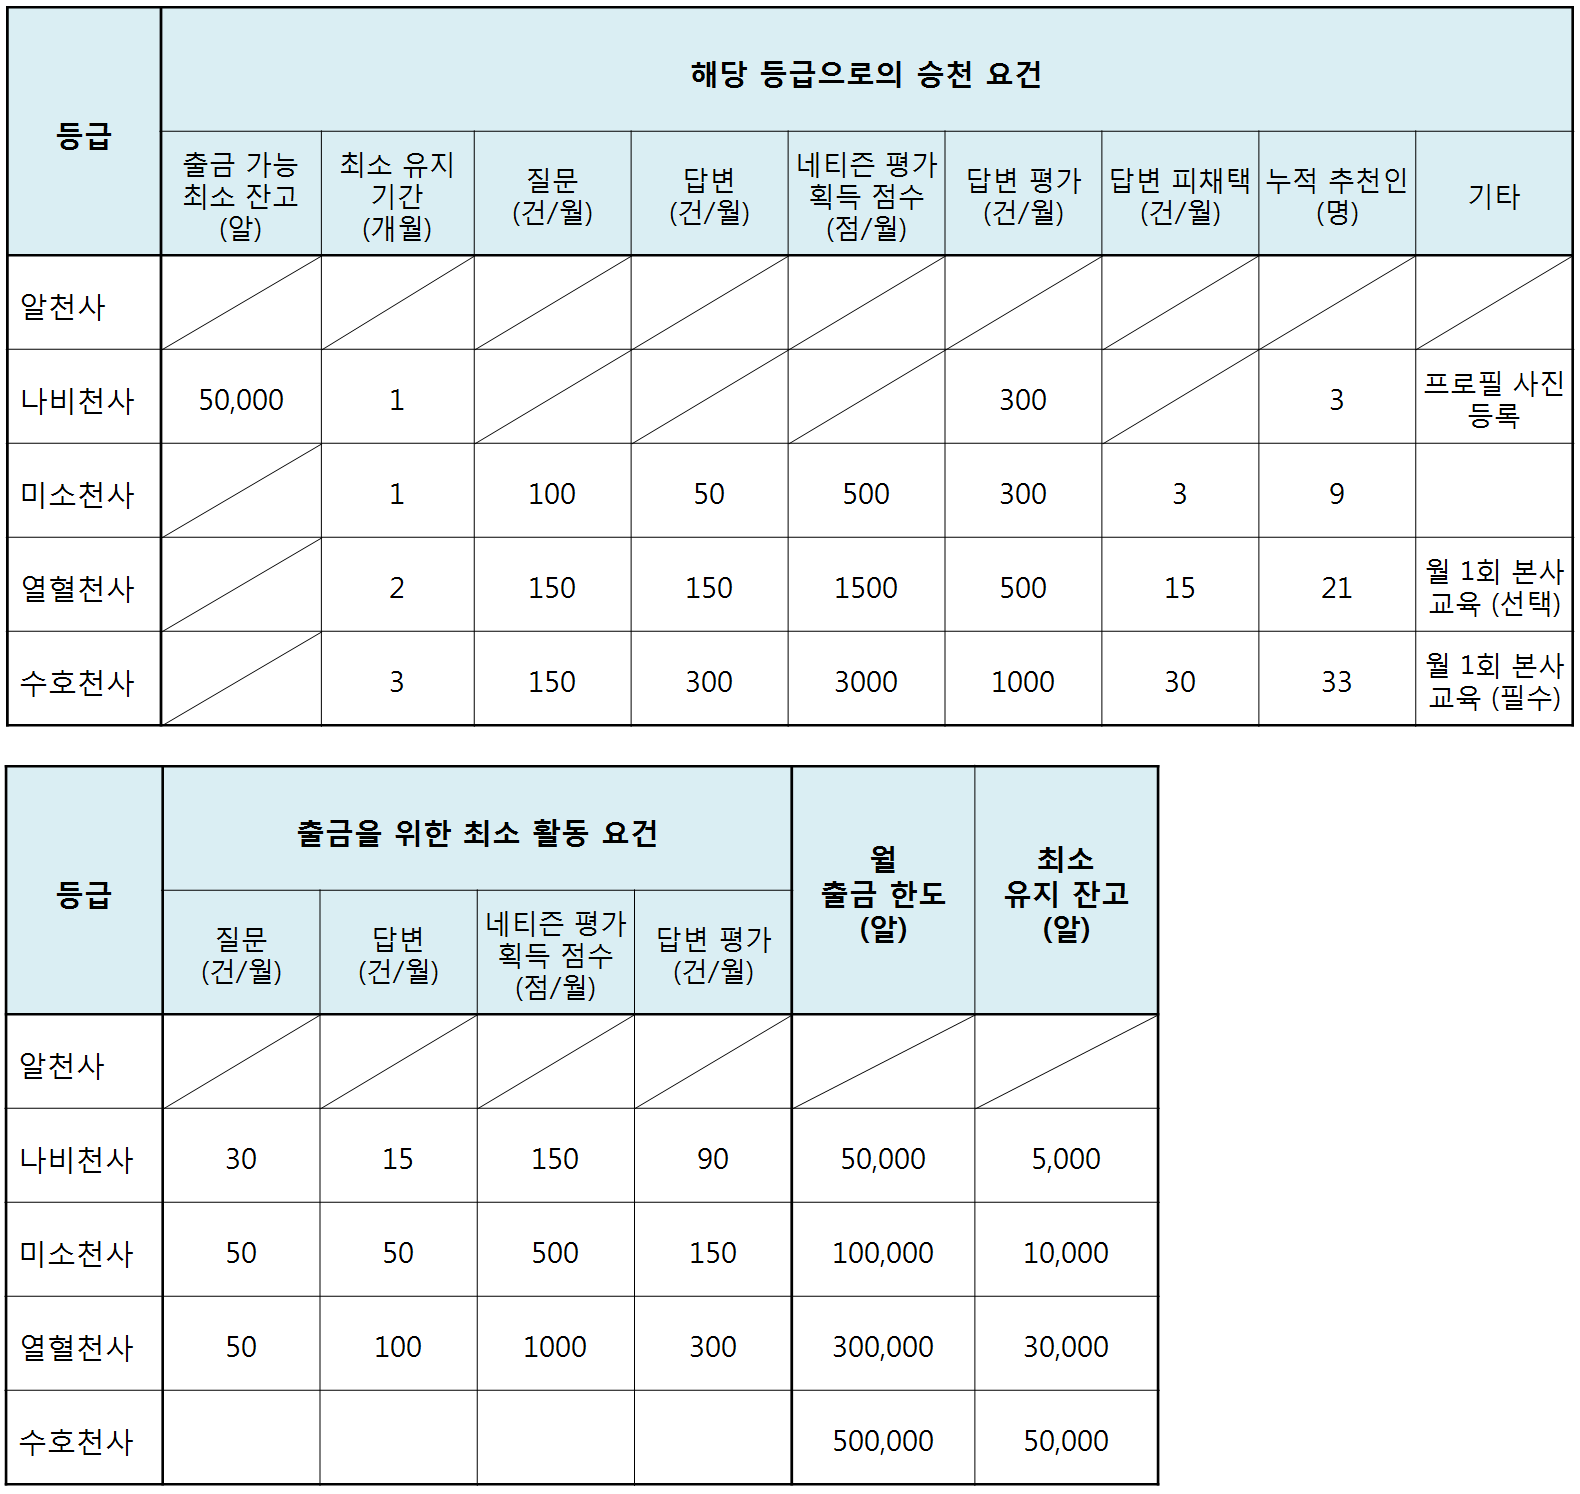 등급
해당 등급으로의 승천 요건
출금 가능
최소 잔고
(알)
최소 유지
기간
(개월)
질문
(건/월)
답변
(건/월)
네티즌 평가
획득 점수
(점/월)
답변 평가
(건/월)
답변 피채택
(건/월)
누적 추천인
(명)
기타
알천사
나비천사
50,000
1
300
3
프로필 사진
등록
미소천사
1
100
50
500
300
3
9
열혈천사
2
150
150
1500
500
15
21
월 1회 본사
교육 (선택)
수호천사
3
150
300
3000
1000
30
33
월 1회 본사
교육 (필수)
등급
출금을 위한 최소 활동 요건
월
출금 한도
(알)
최소
유지 잔고
(알)
질문
(건/월)
답변
(건/월)
네티즌 평가
획득 점수
(점/월)
답변 평가
(건/월)
알천사
나비천사
30
15
150
90
50,000
5,000
미소천사
50
50
500
150
100,000
10,000
열혈천사
50
100
1000
300
300,000
30,000
수호천사
500,000
50,000